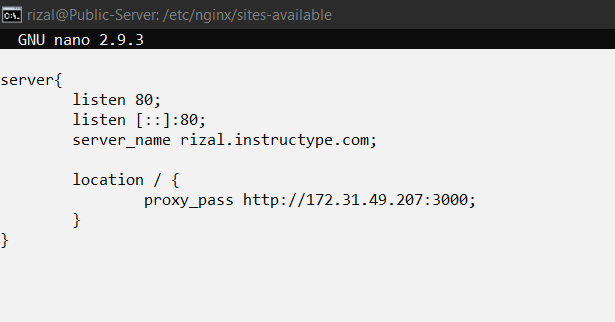 rizal@Public-Server: /etc/nginx/sites-available
GNU nano 2.9.3
server{
listen 80;
listen [::]:80;
server_name rizal.instructype.com;
location / {
proxy_pass http://172.31.49.207:3000;
}
}